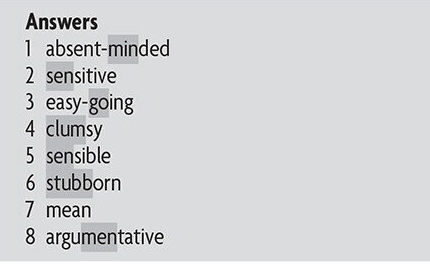 Answers
1 absent-minded
2 sensitive
3 easy-going
4 clumsy
5 sensible
6 stubborn
7 mean
8 argumentative